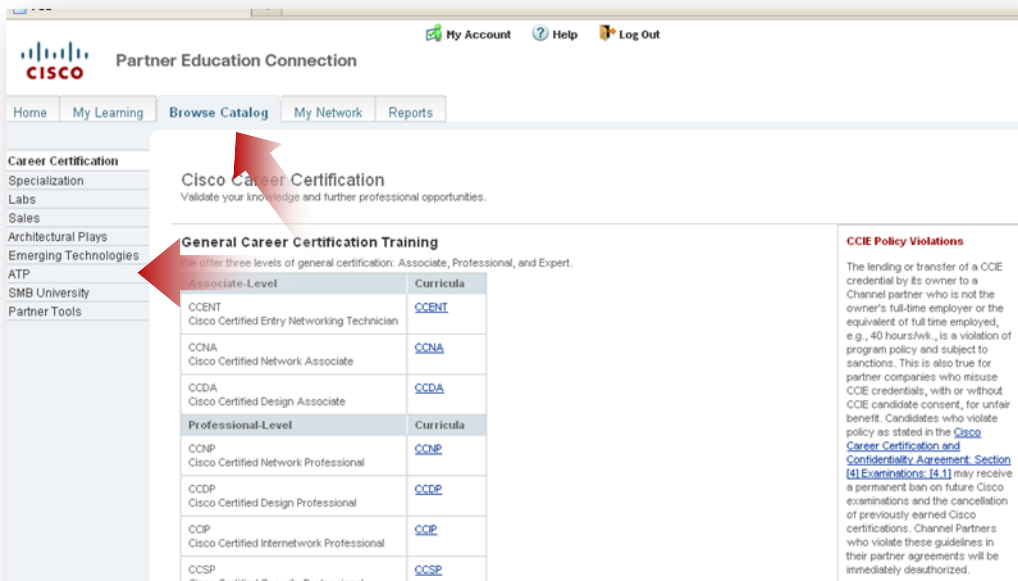 My Account Help Log Out
CISCO Partner Education Connection
Home My Learning Browse Catalog My Network Reports
Career Certification
Specialization
Labs
Sales
Architectural Plays
Emerging Technologies
ATP
SMB University
Partner Tools
Cisco Career Certification
Validate your knowledge and further professional opportunities.
General Career Certification Training
We offer three levels of general certification: Associate, Professional, and Expert.
Associate-Level Curricula
CCENT CCENT
Cisco Certified Entry Networking Technician
CCNA CCNA
Cisco Certified Network Associate
CCDA CCDA
Cisco Certified Design Associate
Professional-Level Curricula
CCNP CCNP
Cisco Certified Network Professional
CCDP CCDP
Cisco Certified Design Professional
CCIP CCIP
Cisco Certified Internetwork Professional
CCSP CCSP
CCIE Policy Violations
The lending or transfer of a CCIE
credential by its owner to a
Channel partner who is not the
owner's full-time employer or the
equivalent of full time employed,
e.g., 40 hours/wk., is a violation of
program policy and subject to
sanctions. This is also true for
partner companies who misuse
CCIE credentials, with or without
CCIE candidate consent, for unfair
benefit. Candidates who violate
policy as stated in the Cisco
Career Certification and
Confidentiality Agreement: Section
[4] Examinations: [4.1] may receive
a permanent ban on future Cisco
examinations and the cancellation
of previously earned Cisco
certifications. Channel Partners
who violate these guidelines in
their partner agreements will be
immediately deauthorized.